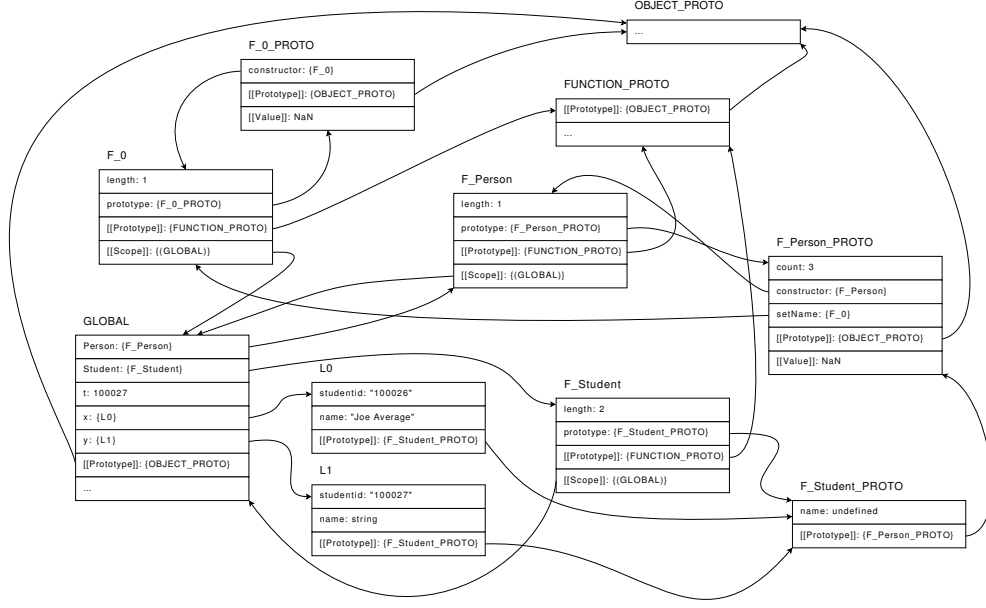 OBJECT_PROTO
...
F_0_PROTO
constructor: {F_0}
[[Prototype]]: {OBJECT_PROTO}
[[Value]]: NaN
FUNCTION_PROTO
[[Prototype]]: {OBJECT_PROTO}
...
F_0
length: 1
prototype: {F_0_PROTO}
[[Prototype]]: {FUNCTION_PROTO}
[[Scope]]: {(GLOBAL)}
F_Person
length: 1
prototype: {F_Person_PROTO}
[[Prototype]]: {FUNCTION_PROTO}
[[Scope]]: {(GLOBAL)}
F_Person_PROTO
count: 3
constructor: {F_Person}
setName: {F_0}
[[Prototype]]: {OBJECT_PROTO}
[[Value]]: NaN
GLOBAL
Person: {F_Person}
Student: {F_Student}
t: 100027
x: {L0}
y: {L1}
[[Prototype]]: {OBJECT_PROTO}
...
L0
studentid: "100026"
name: "Joe Average"
[[Prototype]]: {F_Student_PROTO}
L1
studentid: "100027"
name: string
[[Prototype]]: {F_Student_PROTO}
F_Student
length: 2
prototype: {F_Student_PROTO}
[[Prototype]]: {FUNCTION_PROTO}
[[Scope]]: {(GLOBAL)}
F_Student_PROTO
name: undefined
[[Prototype]]: {F_Person_PROTO}